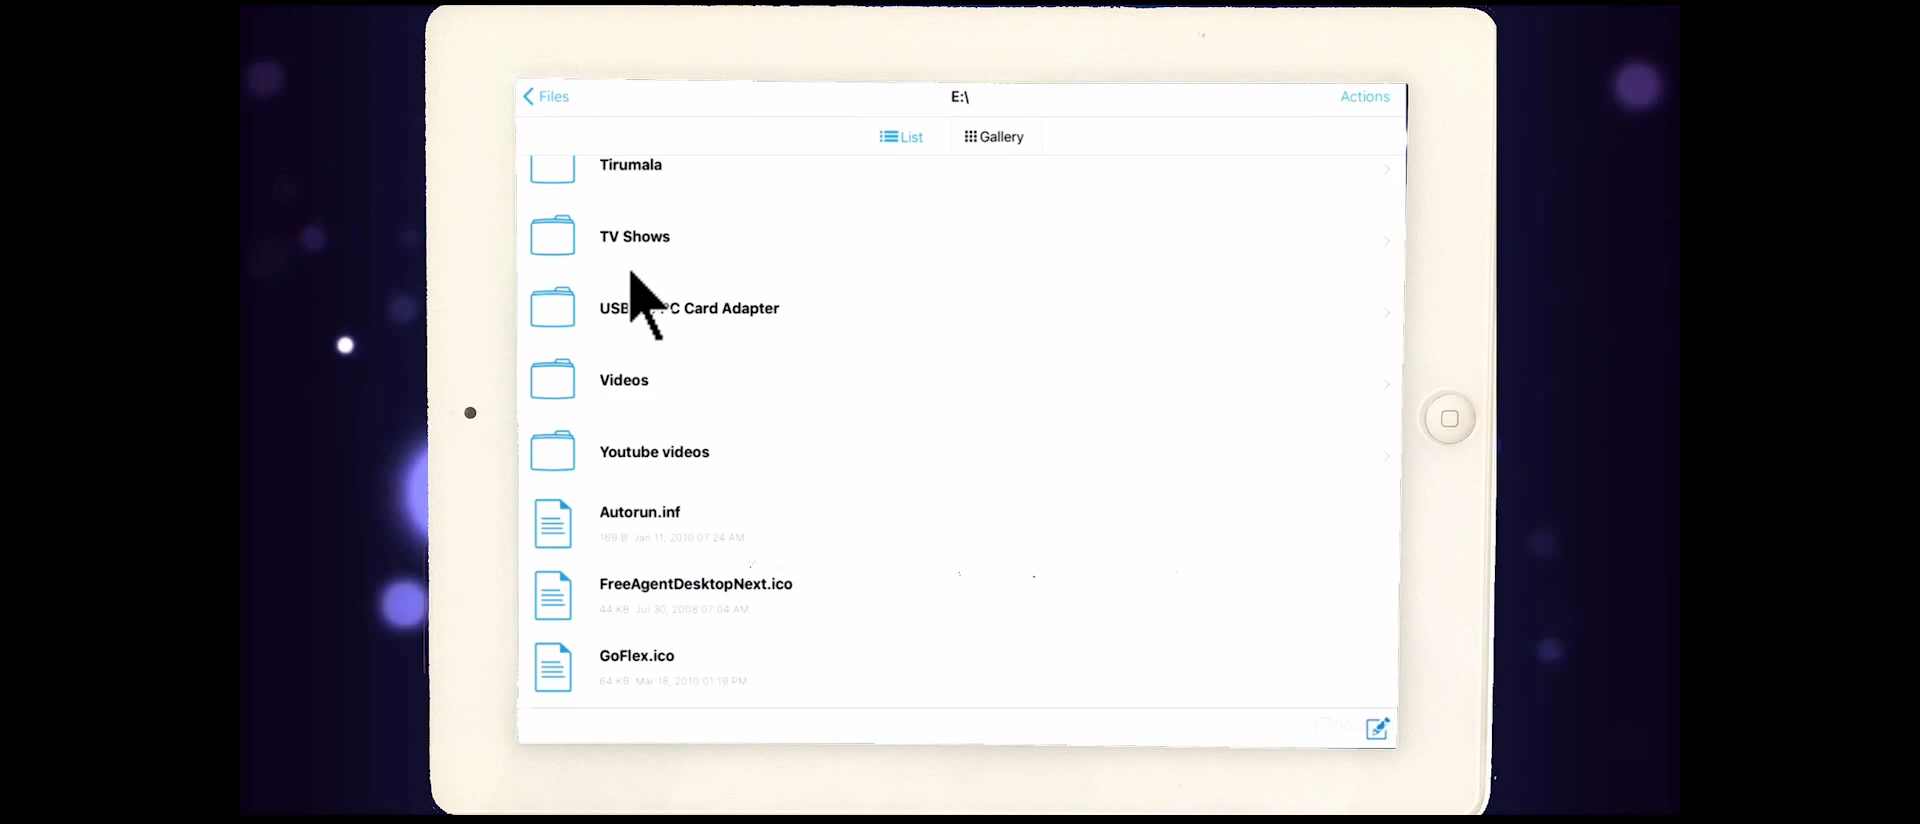 Files
E:\
Actions
List
Gallery
Tirumala
TV Shows
USB PC Card Adapter
Videos
Youtube videos
Autorun.inf
169 B Jan 11, 2010 07:24 AM
FreeAgentDesktopNext.ico
44 KB Jul 30, 2008 07:04 AM
GoFlex.ico
64 KB Mar 18, 2010 01:19 PM